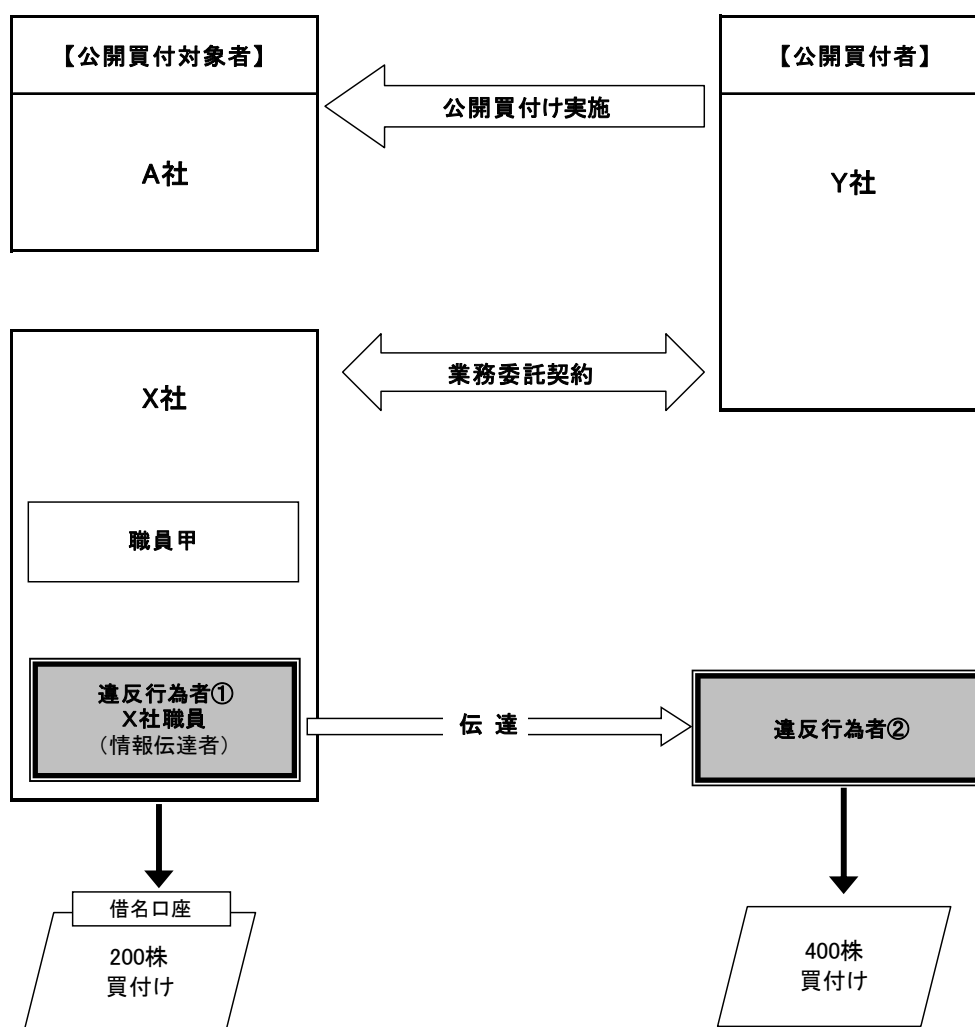 【公開買付対象者】
A社
公開買付け実施
【公開買付者】
Y社
X社
業務委託契約
職員甲
違反行為者①
X社職員
（情報伝達者）
伝 達
違反行為者②
借名口座
200株
買付け
400株
買付け